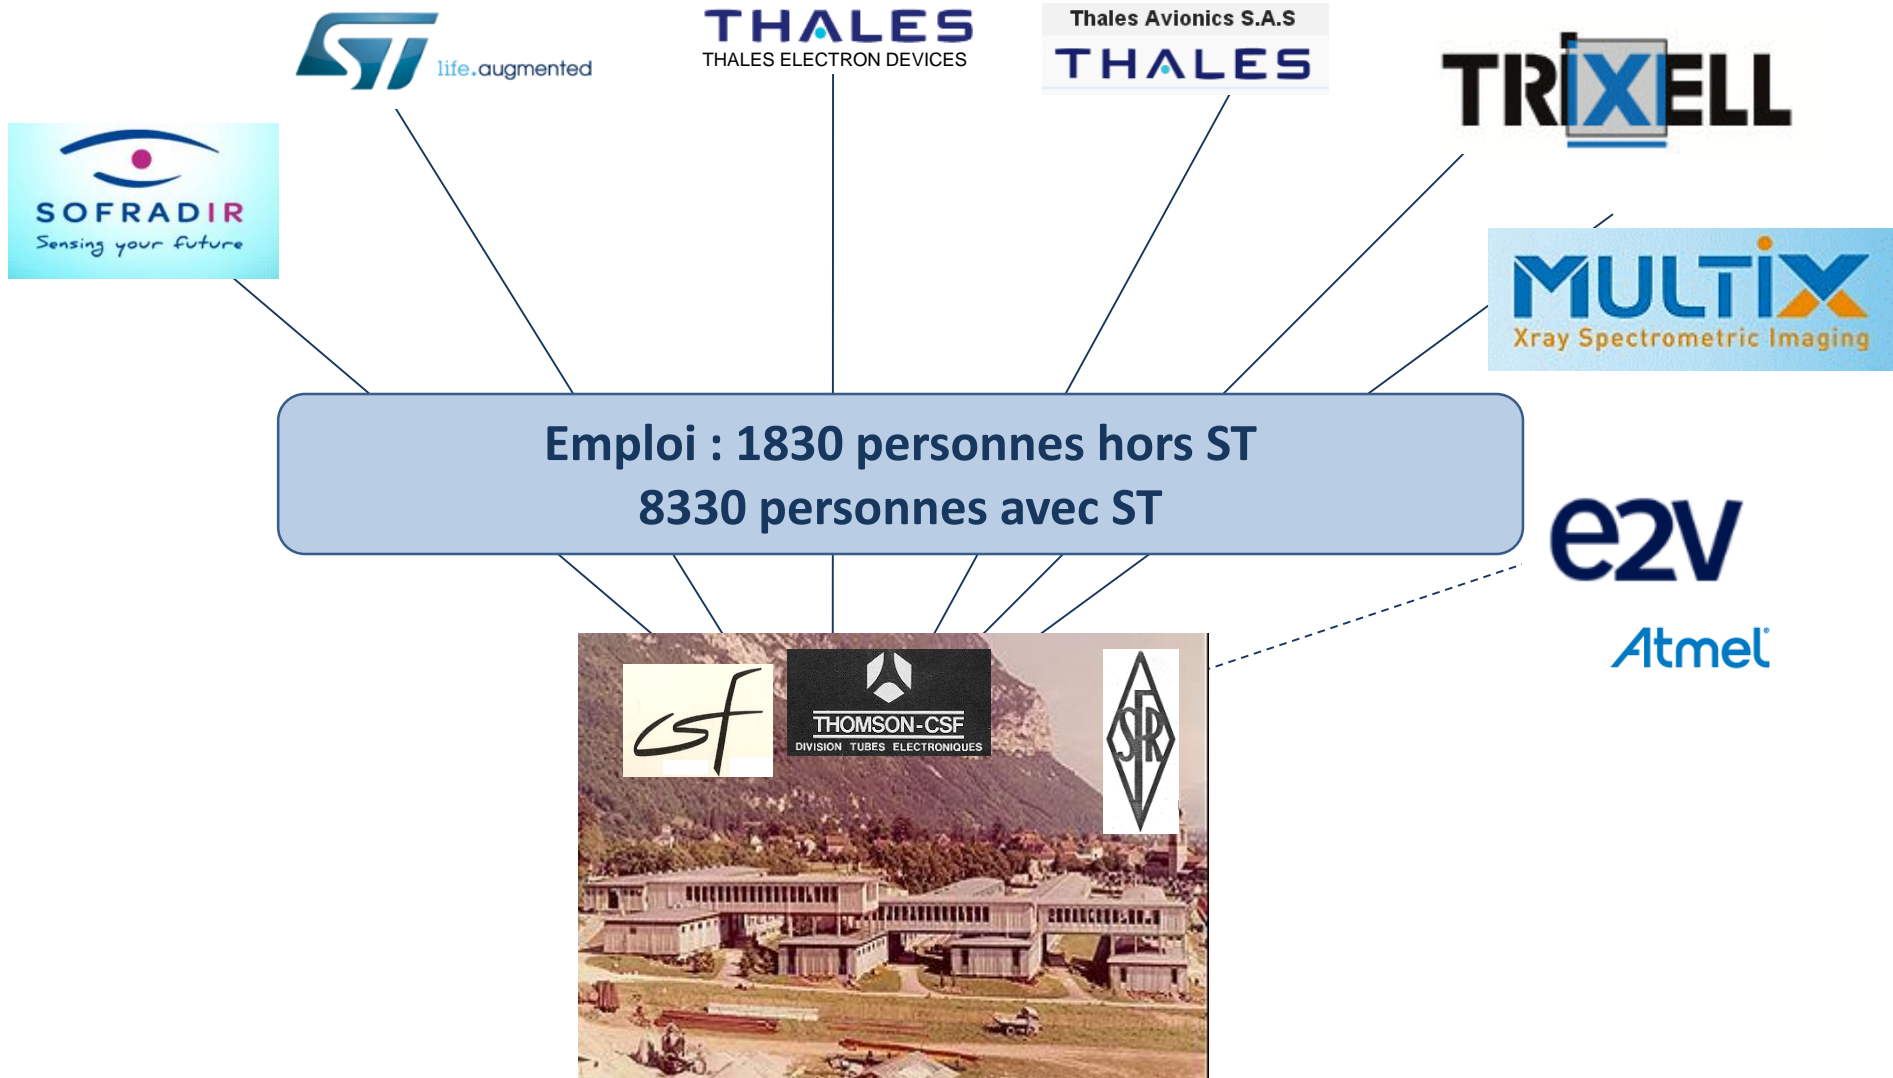 ST
life.augmented
THALES
THALES ELECTRON DEVICES
Thales Avionics S.A.S
THALES
TRIXELL
SOFRADIR
Sensing your future
MULTIX
Xray Spectrometric Imaging
Emploi : 1830 personnes hors ST
8330 personnes avec ST
e2v
Atmel
csf
THOMSON-CSF
DIVISION TUBES ELECTRONIQUES
SFR